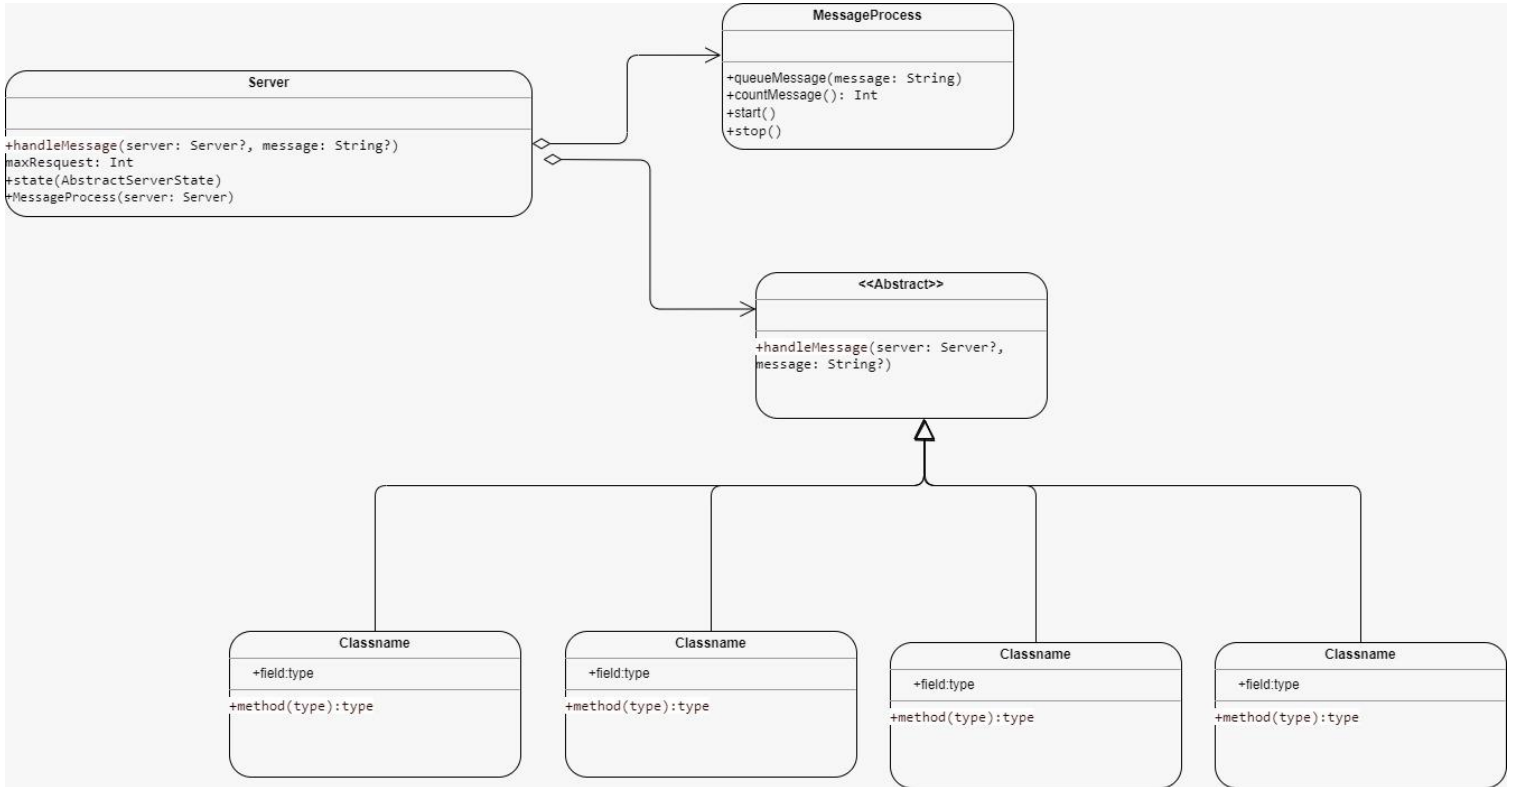 MessageProcess
+queueMessage(message: String)
+countMessage(): Int
+start()
+stop()
Server
+handleMessage(server: Server?, message: String?)
maxResquest: Int
+state(AbstractServerState)
+MessageProcess(server: Server)
<<Abstract>>
+handleMessage(server: Server?,
message: String?)
Classname
+field:type
+method(type):type
Classname
+field:type
+method(type):type
Classname
+field:type
+method(type):type
Classname
+field:type
+method(type):type